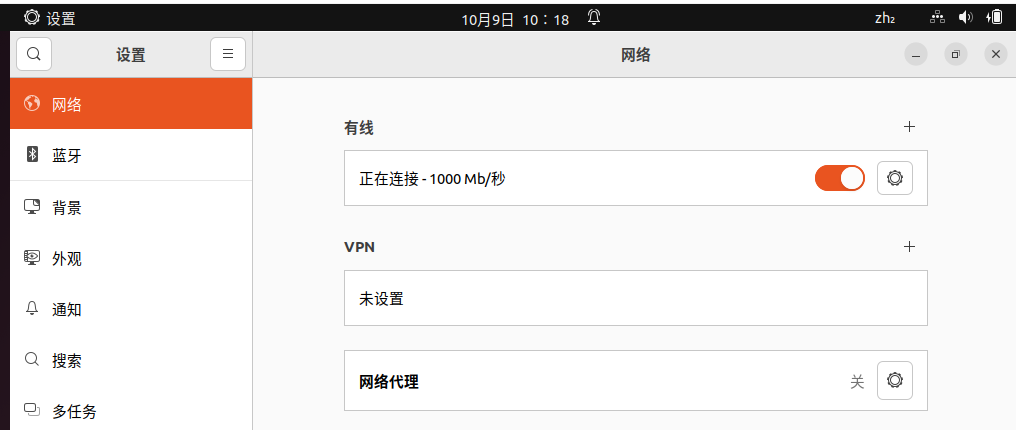 设置 10月9日 10：18 zh₂
设置 网络
网络
蓝牙
背景
外观
通知
搜索
多任务
有线
正在连接 - 1000 Mb/秒
VPN
未设置
网络代理 关